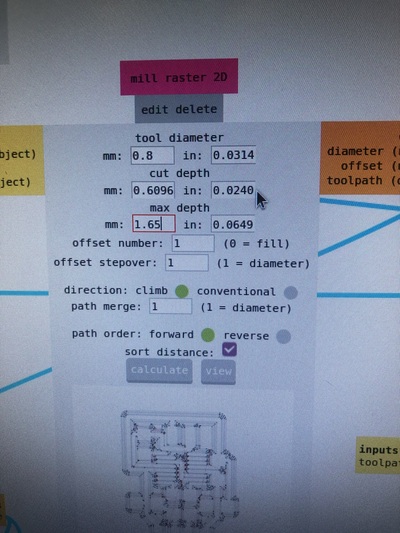 mill raster 2D
edit delete
tool diameter
mm: 0.8 in: 0.0314
cut depth
mm: 0.6096 in: 0.0240
max depth
mm: 1.65 in: 0.0649
offset number: 1 (0 = fill)
offset stepover: 1 (1 = diameter)
direction: climb conventional
path merge: 1 (1 = diameter)
path order: forward reverse
sort distance:
calculate view
bject)
ject)
diameter (
offset (
toolpath (
inputs
toolpat